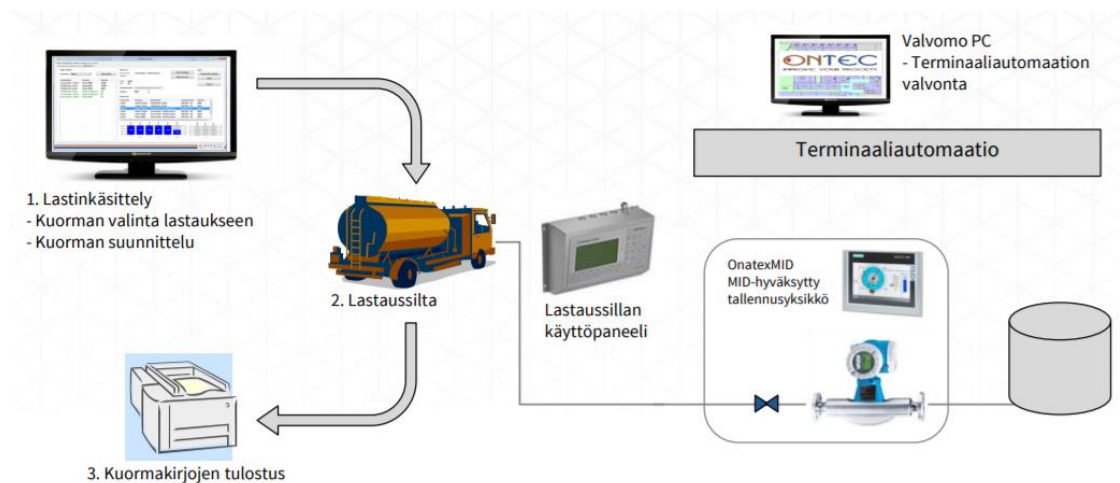 1. Lastinkäsittely
- Kuorman valinta lastaukseen
- Kuorman suunnittelu
2. Lastaussilta
3. Kuormakirjojen tulostus
Lastaussillan
käyttöpaneeli
ONTEC
Valvomo PC
- Terminaaliautomaation
valvonta
Terminaaliautomaatio
OnatexMID
MID-hyväksytty
tallennusyksikkö